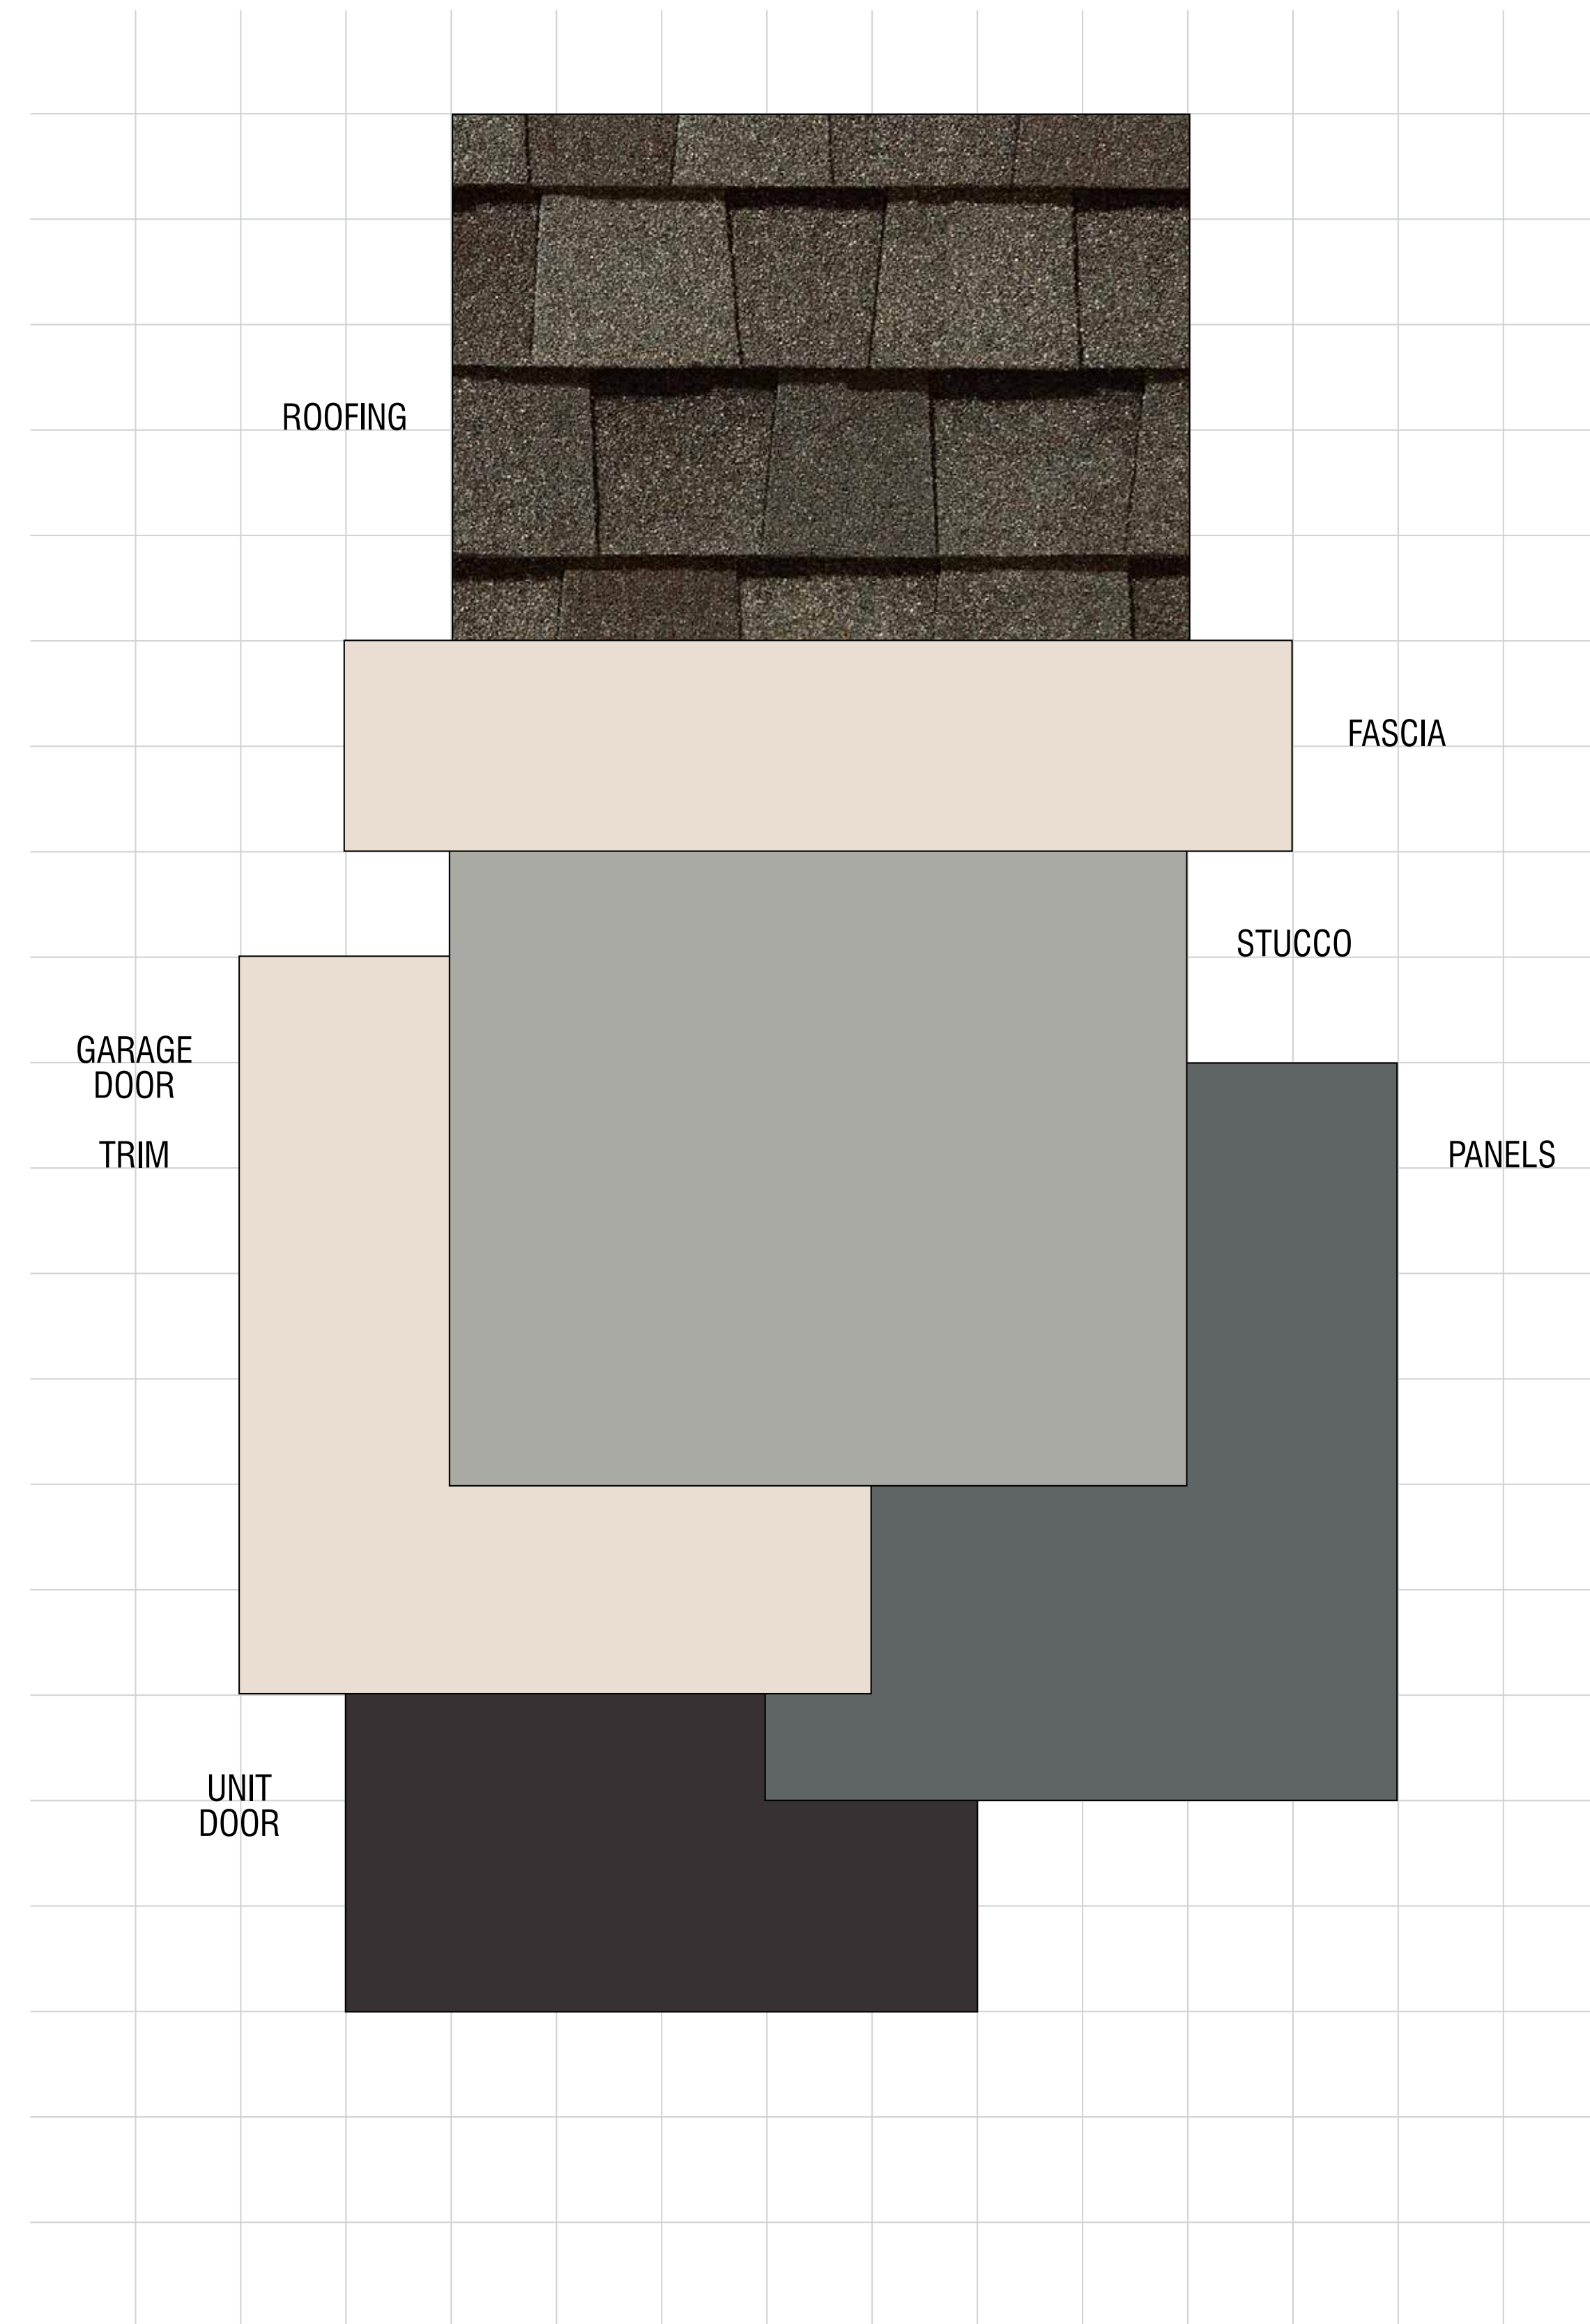 ROOFING
FASCIA
STUCCO
GARAGE
DOOR
TRIM
PANELS
UNIT
DOOR